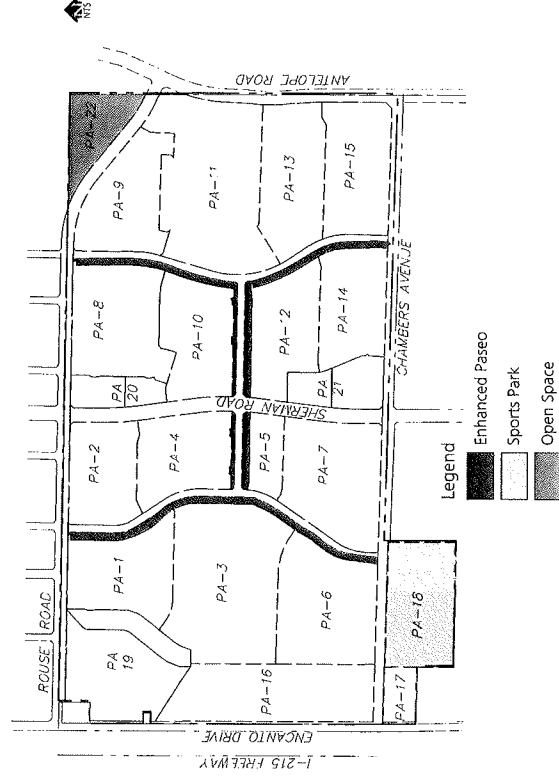 NTS
ANTELOPE ROAD
PA-22
PA-9
PA-11
PA-13
PA-15
PA-8
PA-10
PA-12
PA-14
PA
20
PA
21
SHERMAN ROAD
CHAMBERS AVENUE
PA-2
PA-4
PA-5
PA-7
ROUSE ROAD
PA-1
PA-3
PA-6
PA
19
PA-16
PA-17
PA-18
ENCANTO DRIVE
I-215 FREEWAY
Legend
Enhanced Paseo
Sports Park
Open Space